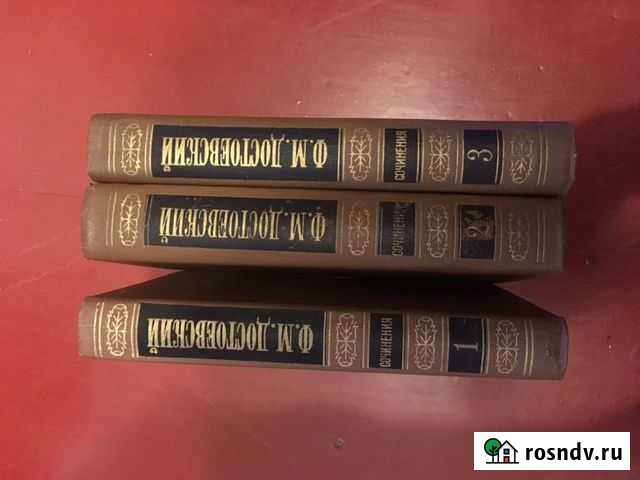 Ф.М. ДОСТОЕВСКИЙ
СОЧИНЕНИЯ
3
Ф.М. ДОСТОЕВСКИЙ
СОЧИНЕНИЯ
2
Ф.М. ДОСТОЕВСКИЙ
СОЧИНЕНИЯ
1
rosndv.ru